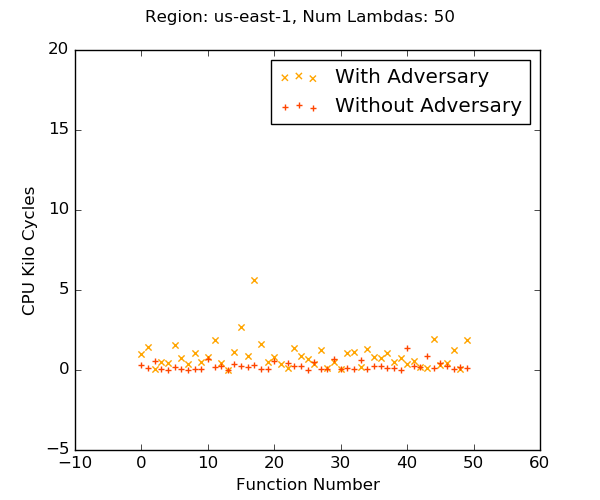 Region: us-east-1, Num Lambdas: 50
With Adversary
Without Adversary
CPU Kilo Cycles
20
15
10
5
0
−5
−10
0
10
20
30
40
50
60
Function Number